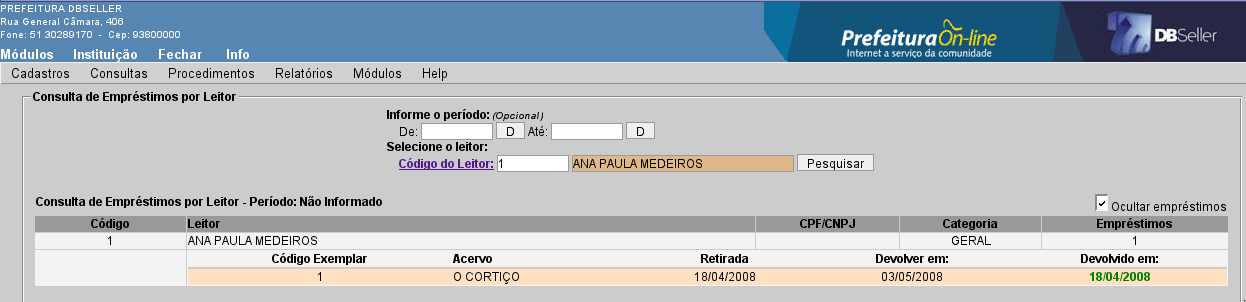 PREFEITURA DBSELLER
Rua General Câmara, 406
Fone: 51 30289170 - Cep: 93800000
Módulos Instituição Fechar Info
Prefeitura On-line
Internet a serviço da comunidade
DBSeller
Cadastros Consultas Procedimentos Relatórios Módulos Help
Consulta de Empréstimos por Leitor
Informe o período: (Opcional)
De: D Até: D
Selecione o leitor:
Código do Leitor: 1 ANA PAULA MEDEIROS Pesquisar
Consulta de Empréstimos por Leitor - Período: Não Informado Ocultar empréstimos
Código Leitor CPF/CNPJ Categoria Empréstimos
1 ANA PAULA MEDEIROS GERAL 1
Código Exemplar Acervo Retirada Devolver em: Devolvido em:
1 O CORTIÇO 18/04/2008 03/05/2008 18/04/2008